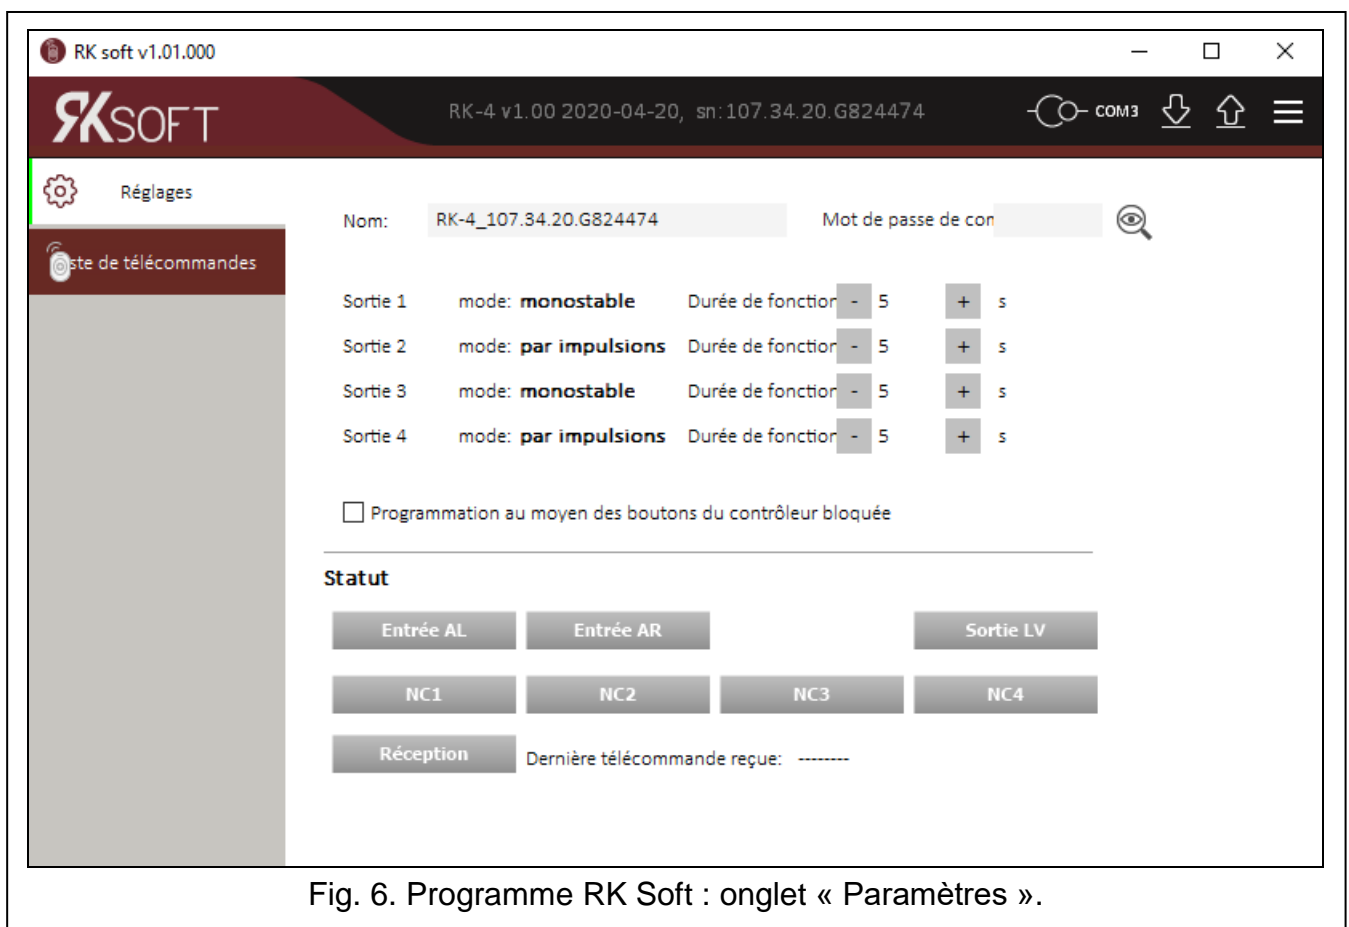 RK soft v1.01.000
RKSOFT
RK-4 v1.00 2020-04-20, sn:107.34.20.G824474
COM3
Réglages
Nom: RK-4_107.34.20.G824474 Mot de passe de con
ste de télécommandes
Sortie 1 mode: monostable Durée de fonction - 5 + s
Sortie 2 mode: par impulsions Durée de fonction - 5 + s
Sortie 3 mode: monostable Durée de fonction - 5 + s
Sortie 4 mode: par impulsions Durée de fonction - 5 + s
Programmation au moyen des boutons du contrôleur bloquée
Statut
Entrée AL Entrée AR Sortie LV
NC1 NC2 NC3 NC4
Réception Dernière télécommande reçue: --------
Fig. 6. Programme RK Soft : onglet « Paramètres ».